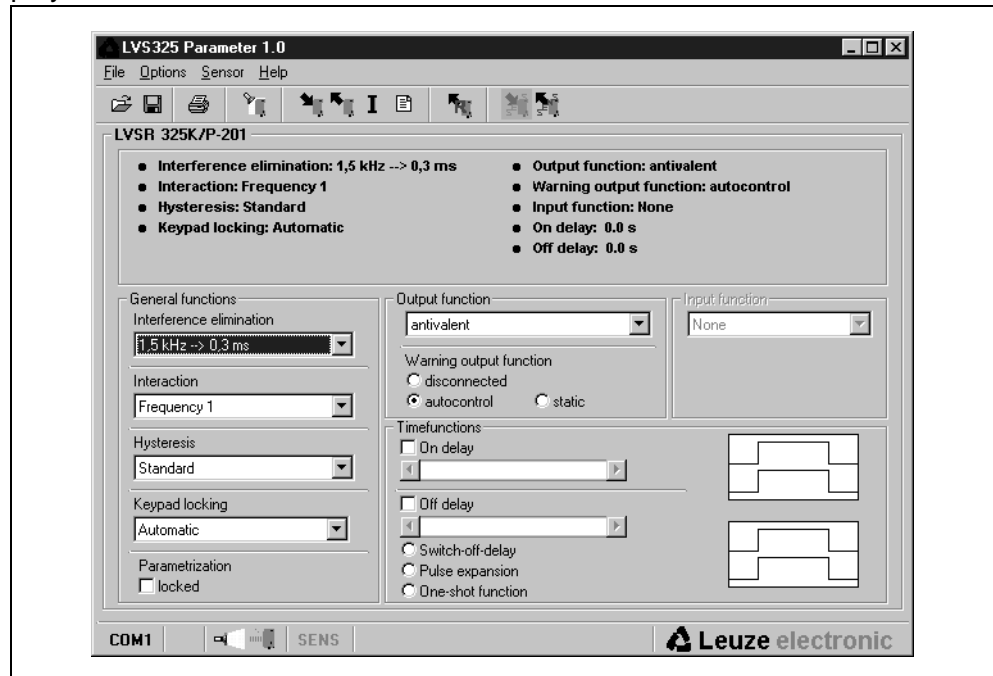 LVS325 Parameter 1.0
File Options Sensor Help
LVSR 325K/P-201
Interference elimination: 1,5 kHz --> 0,3 ms
Interaction: Frequency 1
Hysteresis: Standard
Keypad locking: Automatic
Output function: antivalent
Warning output function: autocontrol
Input function: None
On delay: 0.0 s
Off delay: 0.0 s
General functions
Interference elimination
1,5 kHz --> 0,3 ms
Interaction
Frequency 1
Hysteresis
Standard
Keypad locking
Automatic
Parametrization
locked
Output function
antivalent
Warning output function
disconnected
autocontrol static
Input function
None
Timefunctions
On delay
Off delay
Switch-off-delay
Pulse expansion
One-shot function
COM1 SENS Leuze electronic